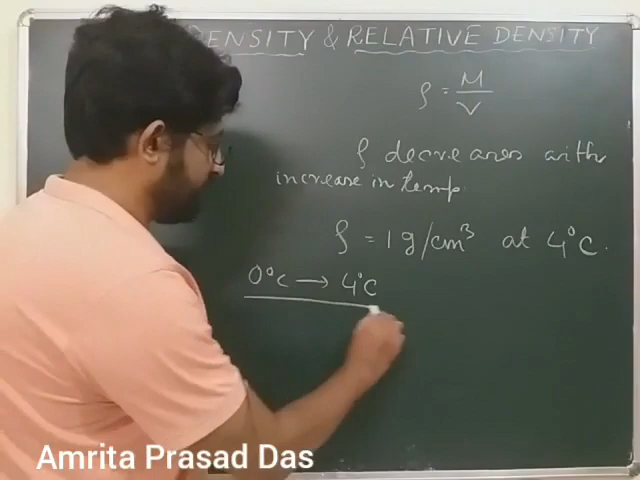 DENSITY & RELATIVE DENSITY
ρ = M/V
ρ decreases with
increase in temp.
ρ = 1 g/cm³ at 4°C.
0°C → 4°C
Amrita Prasad Das